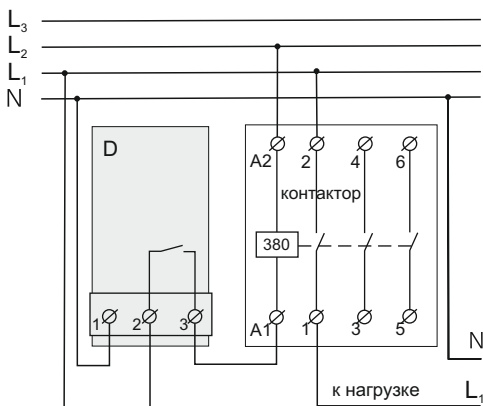 L₃
L₂
L₁
N
D
A2 2 4 6
контактор
380
1 2 3
A1 1 3 5
N
к нагрузке L₁